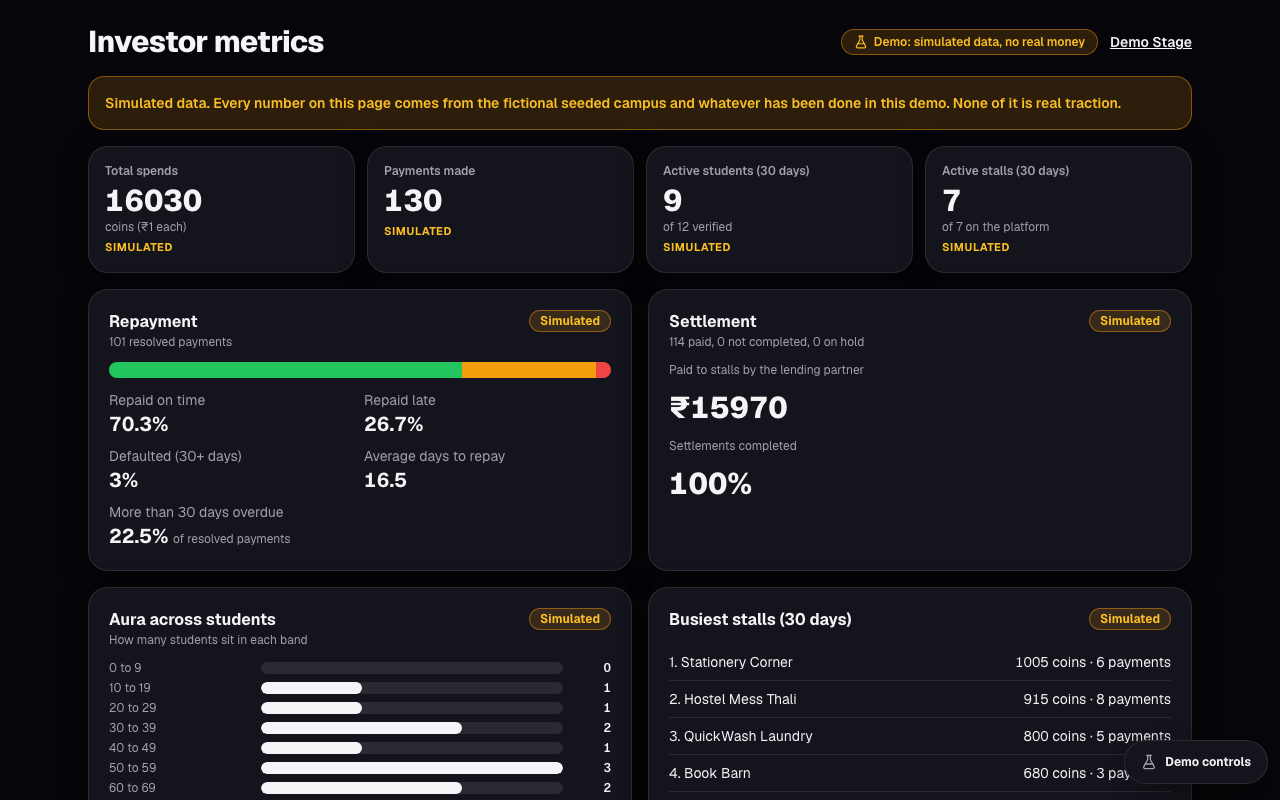 Investor metrics
Demo: simulated data, no real money
Demo Stage
Simulated data. Every number on this page comes from the fictional seeded campus and whatever has been done in this demo. None of it is real traction.
Total spends
16030
coins (₹1 each)
SIMULATED
Payments made
130
SIMULATED
Active students (30 days)
9
of 12 verified
SIMULATED
Active stalls (30 days)
7
of 7 on the platform
SIMULATED
Repayment
Simulated
101 resolved payments
Repaid on time
70.3%
Repaid late
26.7%
Defaulted (30+ days)
3%
Average days to repay
16.5
More than 30 days overdue
22.5% of resolved payments
Settlement
Simulated
114 paid, 0 not completed, 0 on hold
Paid to stalls by the lending partner
₹15970
Settlements completed
100%
Aura across students
Simulated
How many students sit in each band
0 to 9 0
10 to 19 1
20 to 29 1
30 to 39 2
40 to 49 1
50 to 59 3
60 to 69 2
Busiest stalls (30 days)
Simulated
1. Stationery Corner 1005 coins · 6 payments
2. Hostel Mess Thali 915 coins · 8 payments
3. QuickWash Laundry 800 coins · 5 payments
4. Book Barn 680 coins · 3
Demo controls